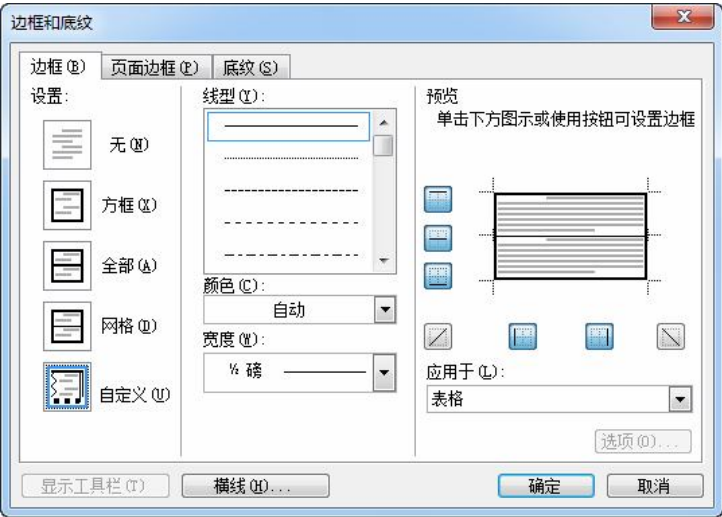 边框和底纹
边框(B) 页面边框(P) 底纹(S)
设置:
无(N)
方框(X)
全部(A)
网格(D)
自定义(U)
线型(Y):
颜色(C):
自动
宽度(W):
½ 磅
预览
单击下方图示或使用按钮可设置边框
应用于(L):
表格
选项(O)...
显示工具栏(T) 横线(H)... 确定 取消